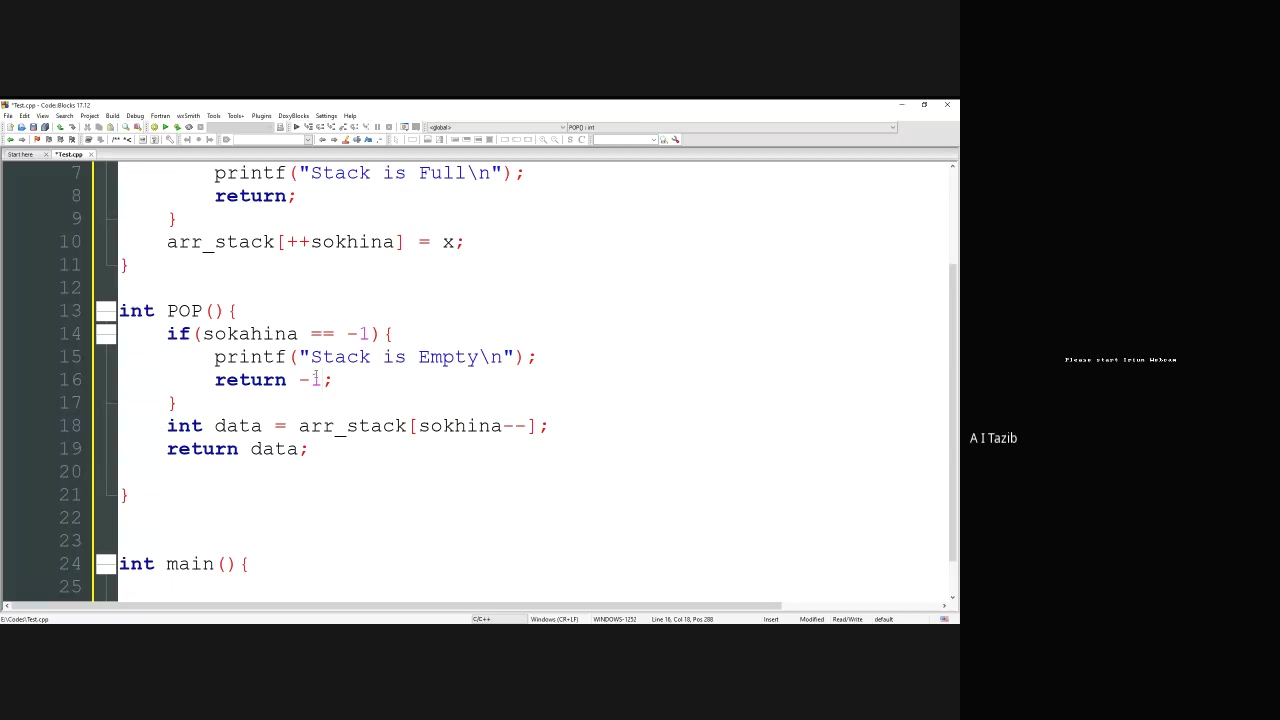 *Test.cpp - Code::Blocks 17.12
File Edit View Search Project Build Debug Fortran wxSmith Tools Tools+ Plugins DoxyBlocks Settings Help
<global> POP() : int
Start here *Test.cpp
7 printf("Stack is Full\n");
8 return;
9 }
10 arr_stack[++sokhina] = x;
11 }
12
13 int POP(){
14 if(sokahina == -1){
15 printf("Stack is Empty\n");
16 return -1;
17 }
18 int data = arr_stack[sokhina--];
19 return data;
20
21 }
22
23
24 int main(){
25
E:\Codes\Test.cpp C/C++ Windows (CR+LF) WINDOWS-1252 Line 16, Col 18, Pos 288 Insert Modified Read/Write default
Please start Iriun Webcam
A I Tazib